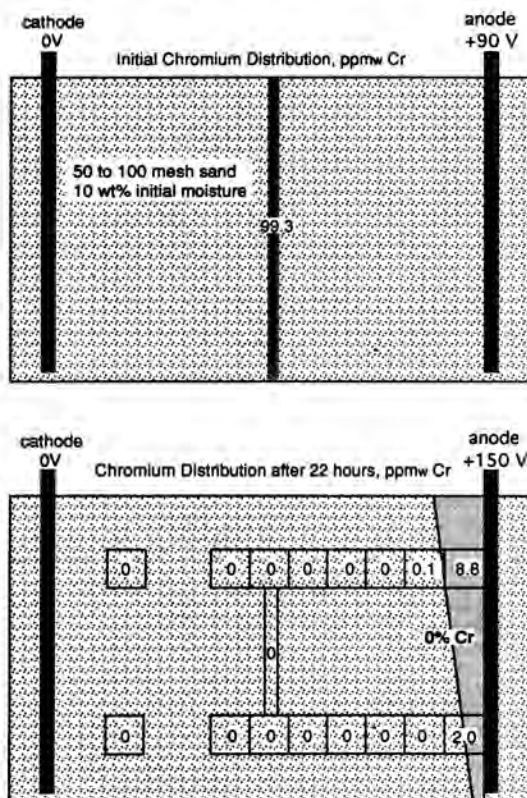 cathode
0V
anode
+90 V
Initial Chromium Distribution, ppmw Cr
50 to 100 mesh sand
10 wt% initial moisture
99.3
cathode
0V
anode
+150 V
Chromium Distribution after 22 hours, ppmw Cr
0 0 0 0 0 0 0.1 8.8
0% Cr
0
0 0 0 0 0 0 0 2.0